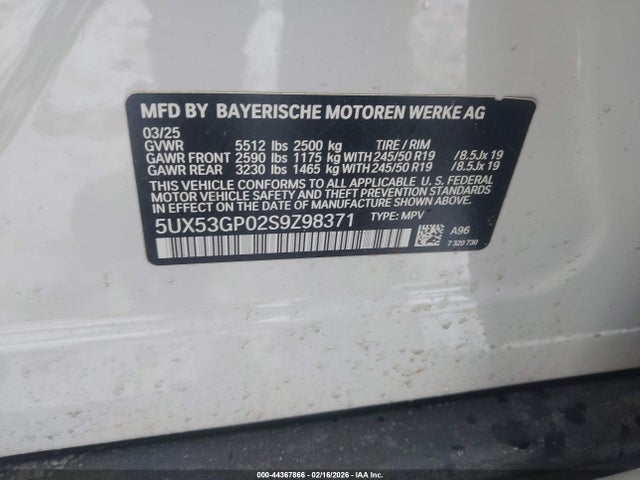 MFD BY BAYERISCHE MOTOREN WERKE AG
03/25
GVWR 5512 lbs 2500 kg TIRE / RIM
GAWR FRONT 2590 lbs 1175 kg WITH 245/50 R19 /8.5Jx 19
GAWR REAR 3230 lbs 1465 kg WITH 245/50 R19 /8.5Jx 19
THIS VEHICLE CONFORMS TO ALL APPLICABLE U.S. FEDERAL
MOTOR VEHICLE SAFETY AND THEFT PREVENTION STANDARDS
IN EFFECT ON THE DATE OF MANUFACTURE SHOWN ABOVE.
5UX53GP02S9Z98371 TYPE: MPV A96
7 320 730
000-44367866 - 02/16/2026 - IAA Inc.